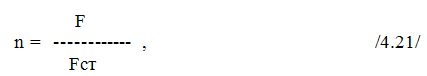 F
n = ------------ , /4.21/
Fст